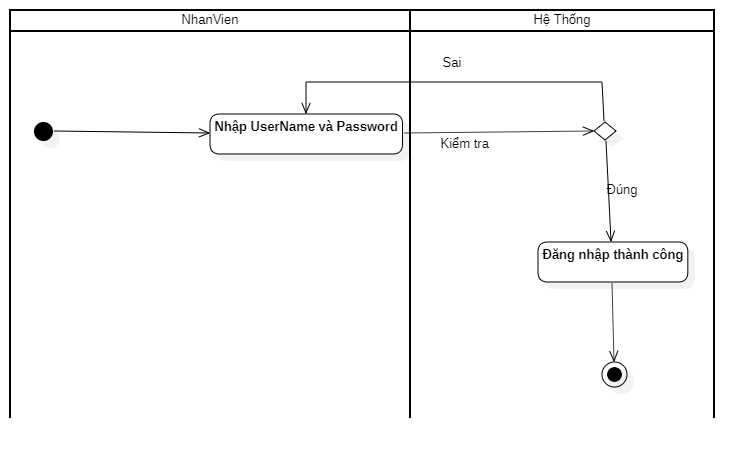 NhanVien
Hệ Thống
Sai
Nhập UserName và Password
Kiểm tra
Đúng
Đăng nhập thành công